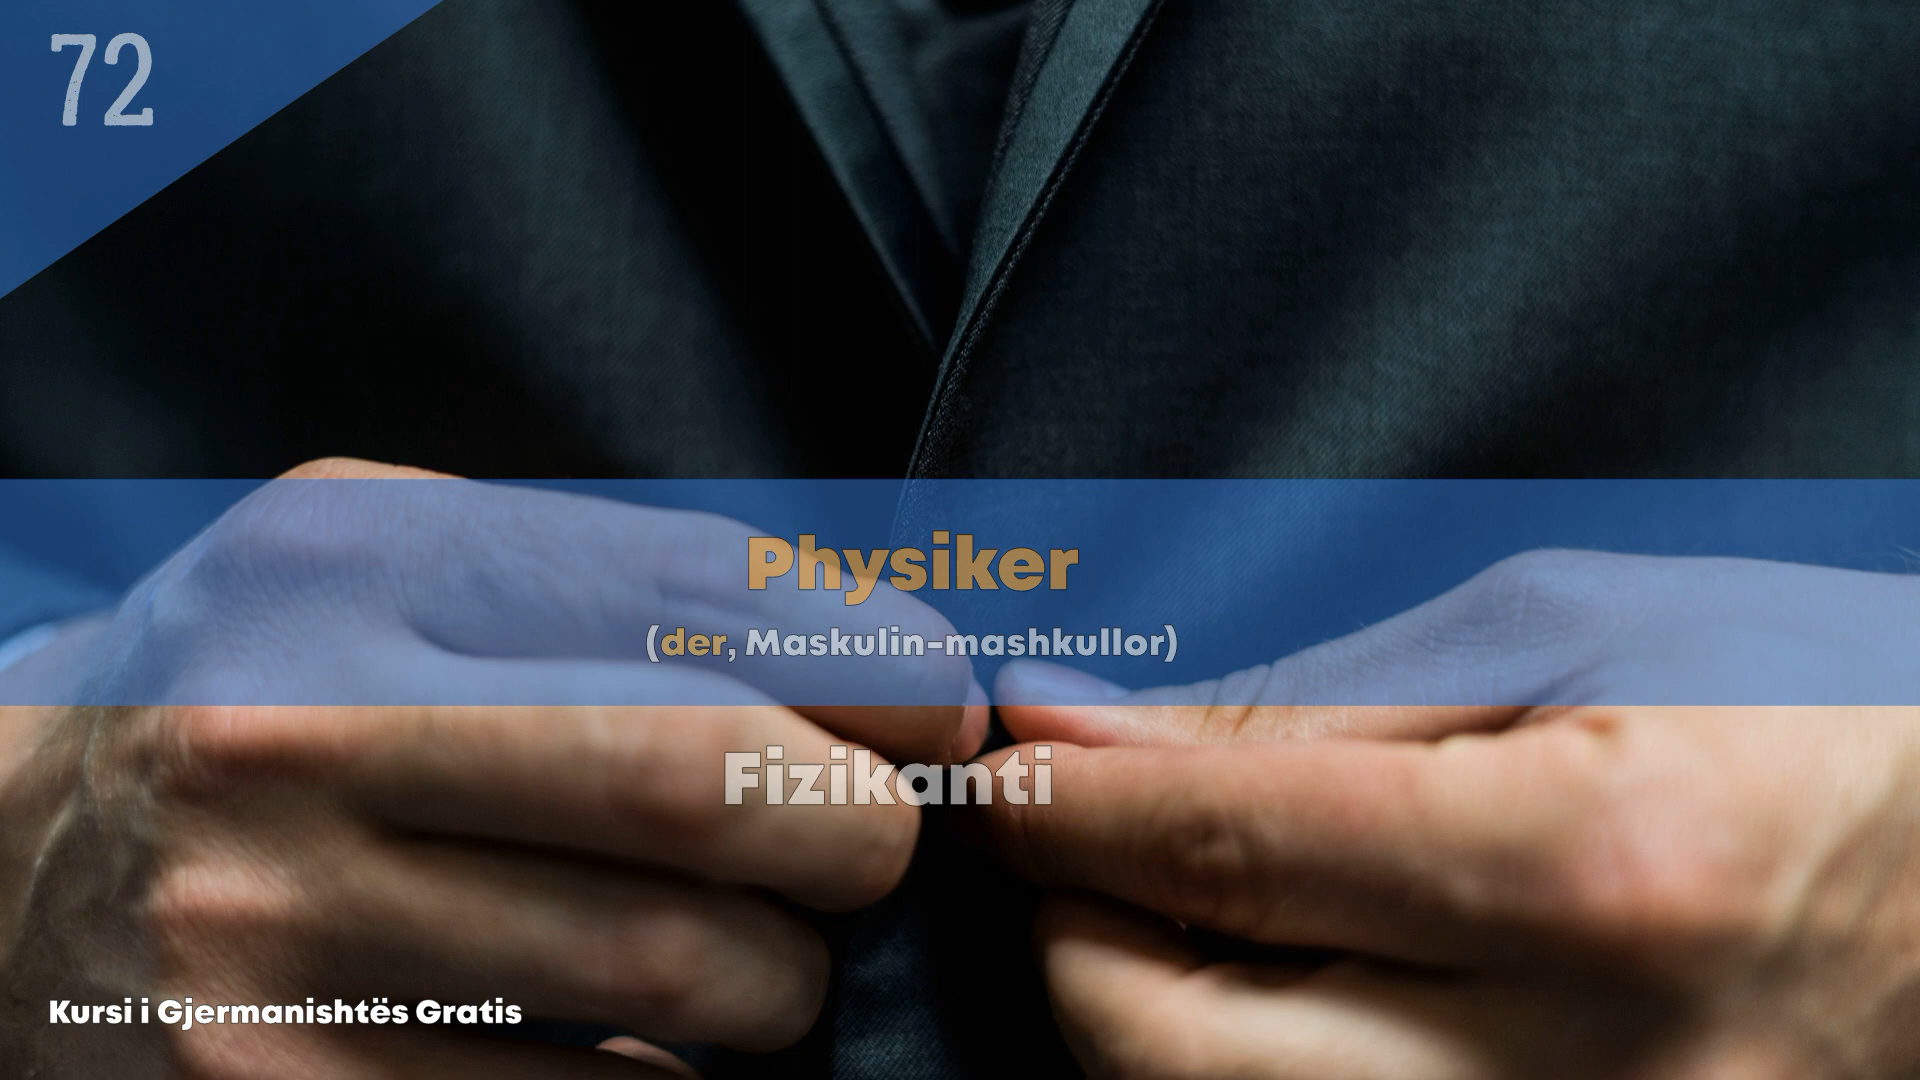 72
Physiker
(der, Maskulin-mashkullor)
Fizikanti
Kursi i Gjermanishtës Gratis